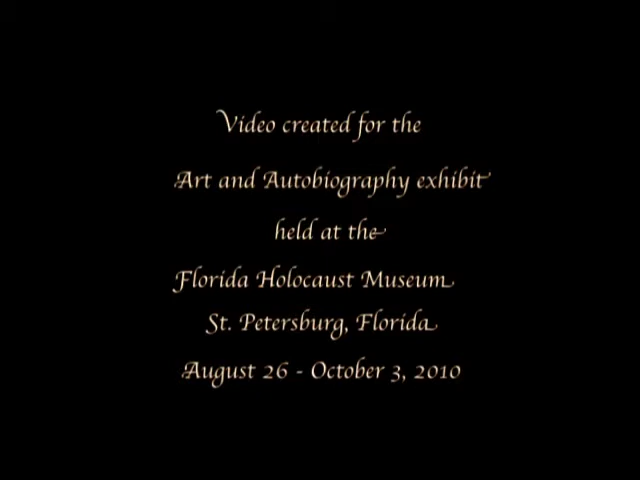 Video created for the
Art and Autobiography exhibit
held at the
Florida Holocaust Museum
St. Petersburg, Florida
August 26 - October 3, 2010